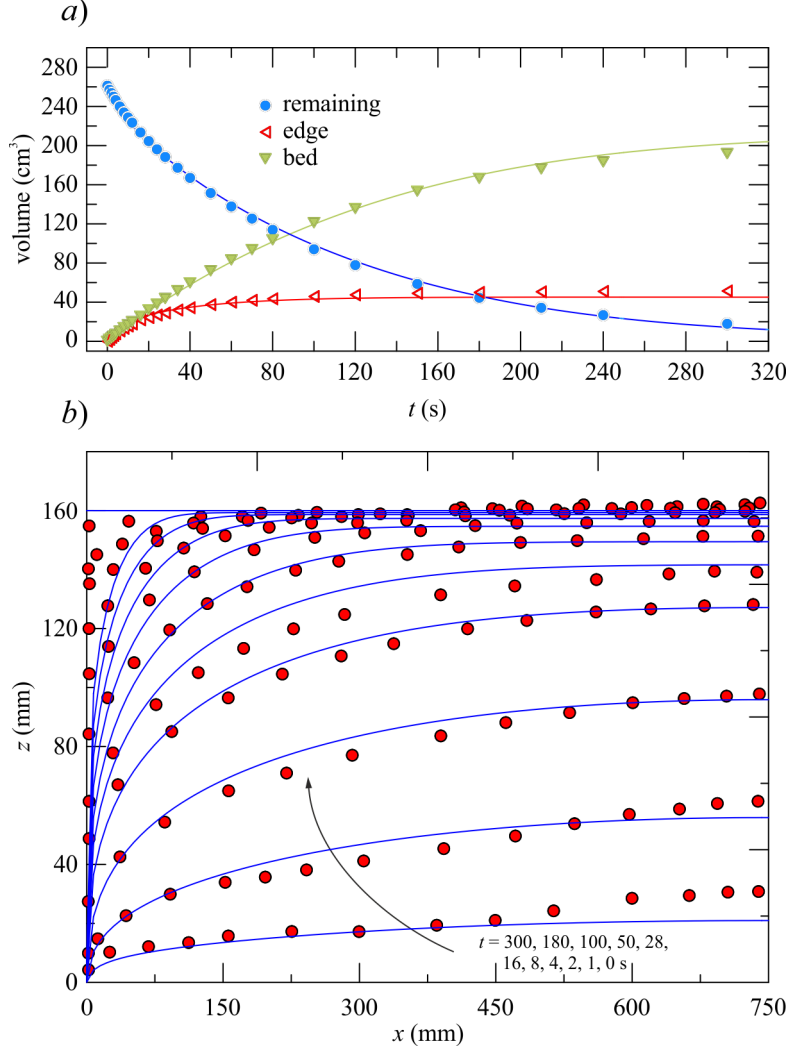 a)
280
240
200
160
120
80
40
0
volume (cm³)
remaining
edge
bed
0 40 80 120 160 200 240 280 320
t (s)
b)
160
120
80
40
0
z (mm)
t = 300, 180, 100, 50, 28,
16, 8, 4, 2, 1, 0 s
0 150 300 450 600 750
x (mm)